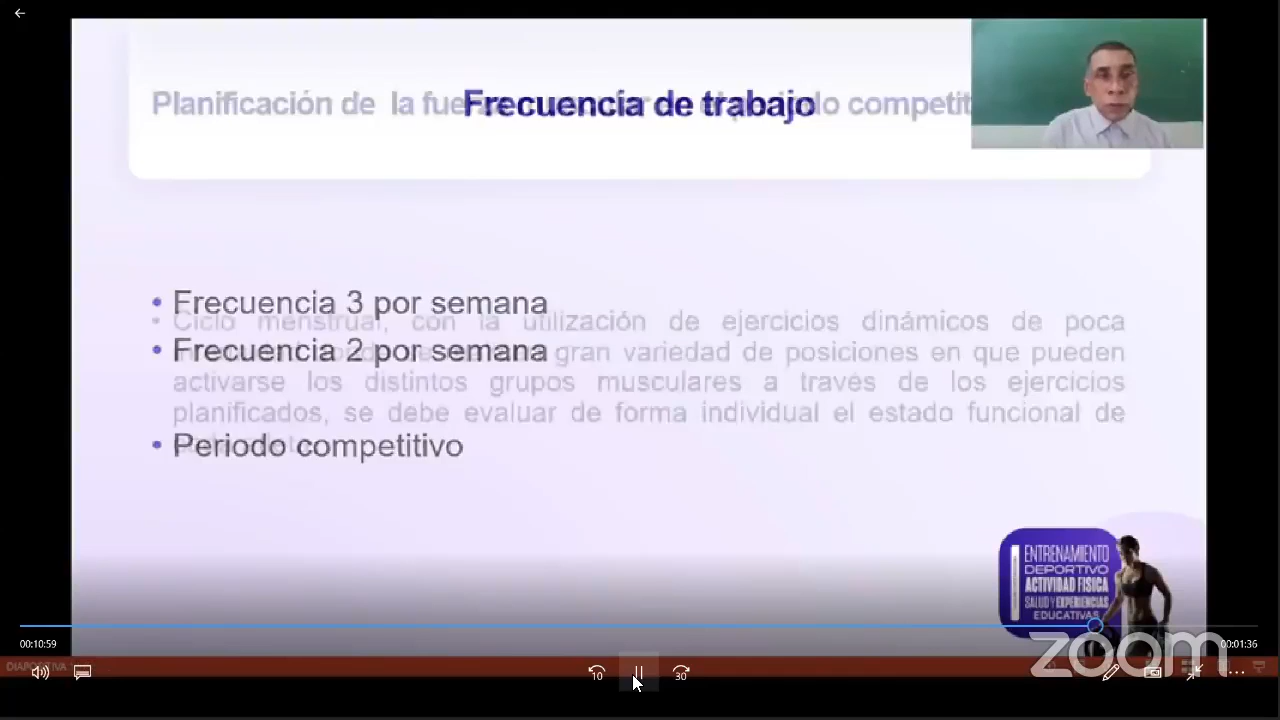 Planificación de la
Frecuencia de trabajo
competit
• Frecuencia 3 por semana
• Ciclo menstrual, con la utilización de ejercicios dinámicos de poca
• Frecuencia 2 por semana
gran variedad de posiciones en que pueden
activarse los distintos grupos musculares a través de los ejercicios
planificados, se debe evaluar de forma individual el estado funcional de
• Periodo competitivo
ENTRENAMIENTO
DEPORTIVO
ACTIVIDAD FISICA
SALUD Y EXPERIENCIAS
EDUCATIVAS
zoom
00:10:59
00:01:36
DIAPOSITIVA
10
30